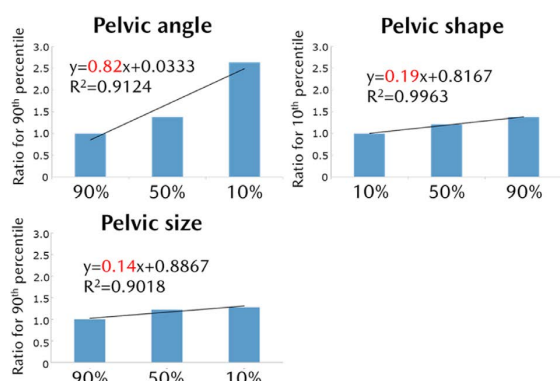 Pelvic angle
Ratio for 90th percentile
3.0
2.5
2.0
1.5
1.0
0.5
0
y=0.82x+0.0333
R²=0.9124
90% 50% 10%
Pelvic shape
Ratio for 10th percentile
3.0
2.5
2.0
1.5
1.0
0.5
0
y=0.19x+0.8167
R²=0.9963
10% 50% 90%
Pelvic size
Ratio for 90th percentile
3.0
2.5
2.0
1.5
1.0
0.5
0
y=0.14x+0.8867
R²=0.9018
90% 50% 10%